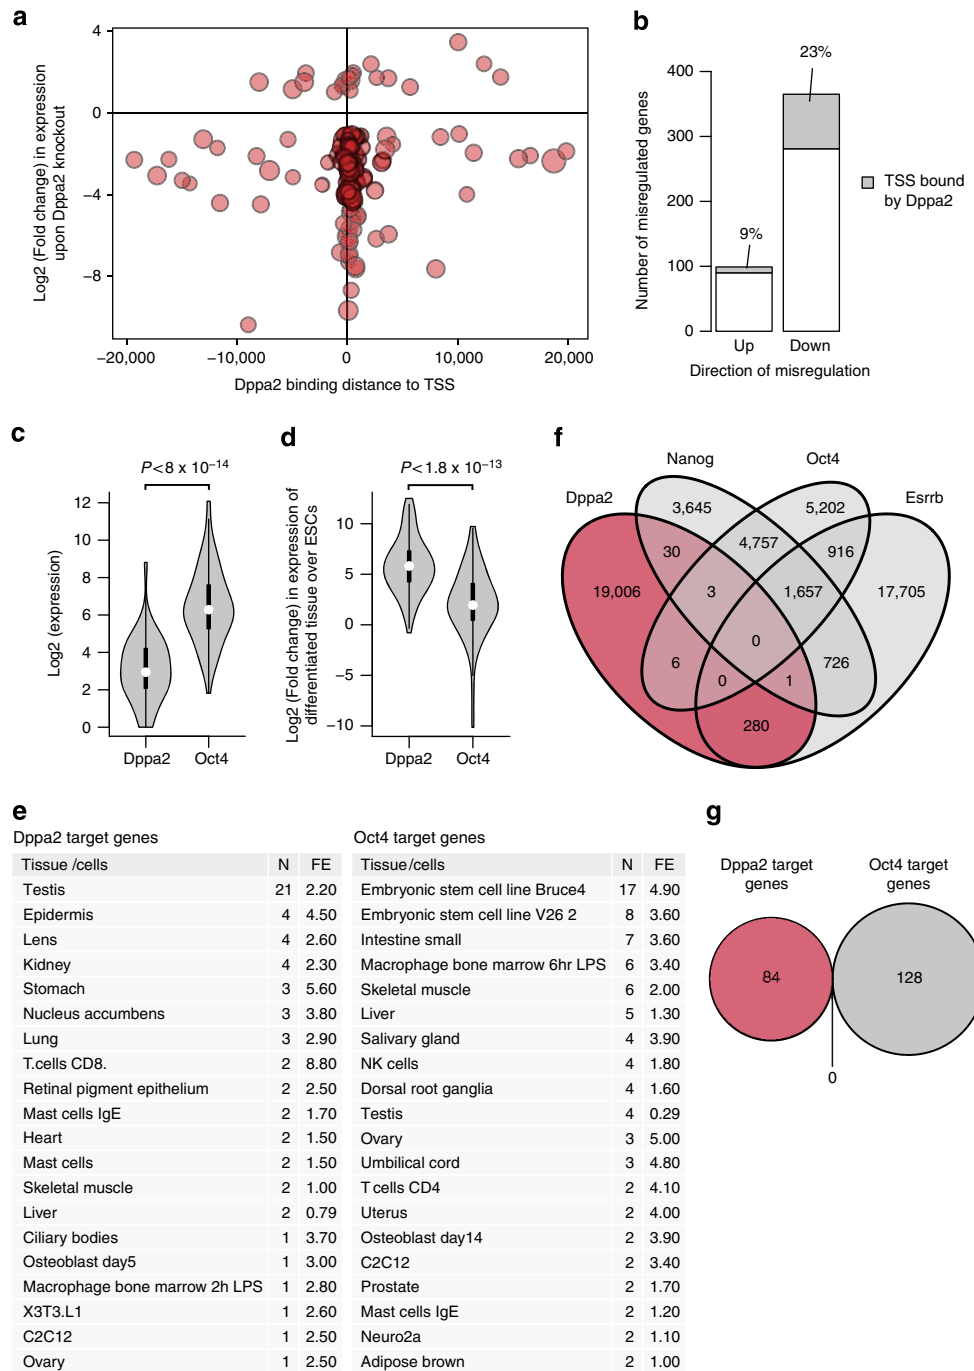 a
4
0
−4
−8
Log2 (Fold change) in expression
upon Dppa2 knockout
−20,000
−10,000
0
10,000
20,000
Dppa2 binding distance to TSS
b
400
300
200
100
0
Number of misregulated genes
23%
9%
Up
Down
Direction of misregulation
TSS bound
by Dppa2
c
P<8 x 10−14
12
10
8
6
4
2
0
Log2 (expression)
Dppa2
Oct4
d
P<1.8 x 10−13
10
5
0
−5
−10
Log2 (Fold change) in expression of
differentiated tissue over ESCs
Dppa2
Oct4
f
Nanog
Oct4
Dppa2
Esrrb
3,645
5,202
30
4,757
916
19,006
3
1,657
17,705
0
6
0
1
726
280
e
Dppa2 target genes
Tissue /cells N FE
Testis 21 2.20
Epidermis 4 4.50
Lens 4 2.60
Kidney 4 2.30
Stomach 3 5.60
Nucleus accumbens 3 3.80
Lung 3 2.90
T.cells CD8. 2 8.80
Retinal pigment epithelium 2 2.50
Mast cells IgE 2 1.70
Heart 2 1.50
Mast cells 2 1.50
Skeletal muscle 2 1.00
Liver 2 0.79
Ciliary bodies 1 3.70
Osteoblast day5 1 3.00
Macrophage bone marrow 2h LPS 1 2.80
X3T3.L1 1 2.60
C2C12 1 2.50
Ovary 1 2.50
Oct4 target genes
Tissue/cells N FE
Embryonic stem cell line Bruce4 17 4.90
Embryonic stem cell line V26 2 8 3.60
Intestine small 7 3.60
Macrophage bone marrow 6hr LPS 6 3.40
Skeletal muscle 6 2.00
Liver 5 1.30
Salivary gland 4 3.90
NK cells 4 1.80
Dorsal root ganglia 4 1.60
Testis 4 0.29
Ovary 3 5.00
Umbilical cord 3 4.80
T cells CD4 2 4.10
Uterus 2 4.00
Osteoblast day14 2 3.90
C2C12 2 3.40
Prostate 2 1.70
Mast cells IgE 2 1.20
Neuro2a 2 1.10
Adipose brown 2 1.00
g
Dppa2 target
genes
Oct4 target
genes
84
128
0